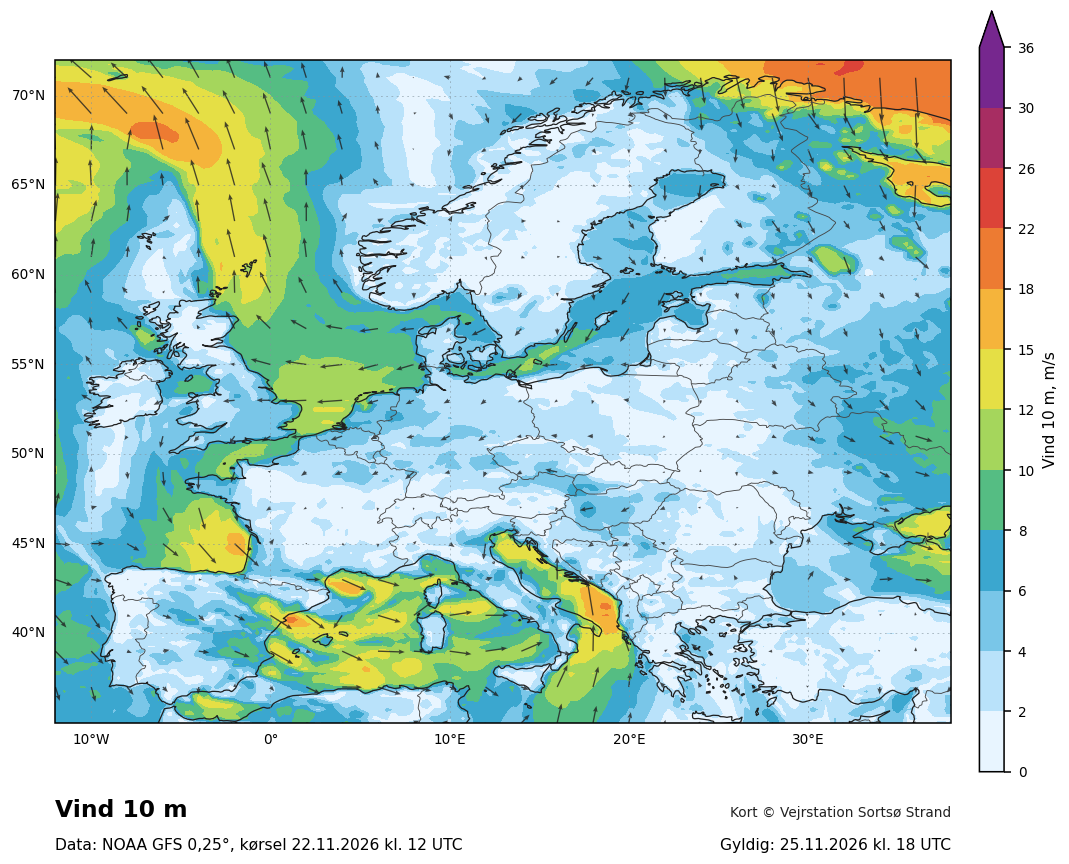 70°N
65°N
60°N
55°N
50°N
45°N
40°N
10°W
0°
10°E
20°E
30°E
36
30
26
22
18
15
12
10
8
6
4
2
0
Vind 10 m, m/s
Vind 10 m
Kort © Vejrstation Sortsø Strand
Data: NOAA GFS 0,25°, kørsel 22.11.2026 kl. 12 UTC
Gyldig: 25.11.2026 kl. 18 UTC